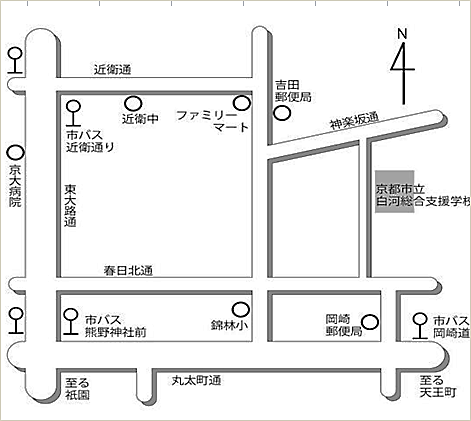 N
近衛通
吉田
郵便局
市バス
近衛通り
近衛中
ファミリー
マート
神楽坂通
京大病院
東大路通
京都市立
白河総合支援学校
春日北通
市バス
熊野神社前
錦林小
岡崎
郵便局
市バス
岡崎道
至る
祇園
丸太町通
至る
天王町